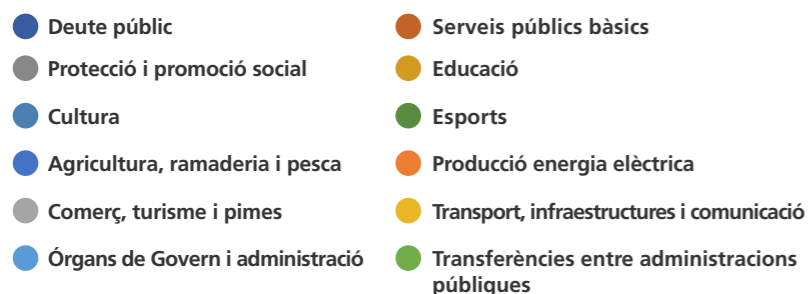 Deute públic
Serveis públics bàsics
Protecció i promoció social
Educació
Cultura
Esports
Agricultura, ramaderia i pesca
Producció energia elèctrica
Comerç, turisme i pimes
Transport, infraestructures i comunicació
Órgans de Govern i administració
Transferències entre administracions
públiques